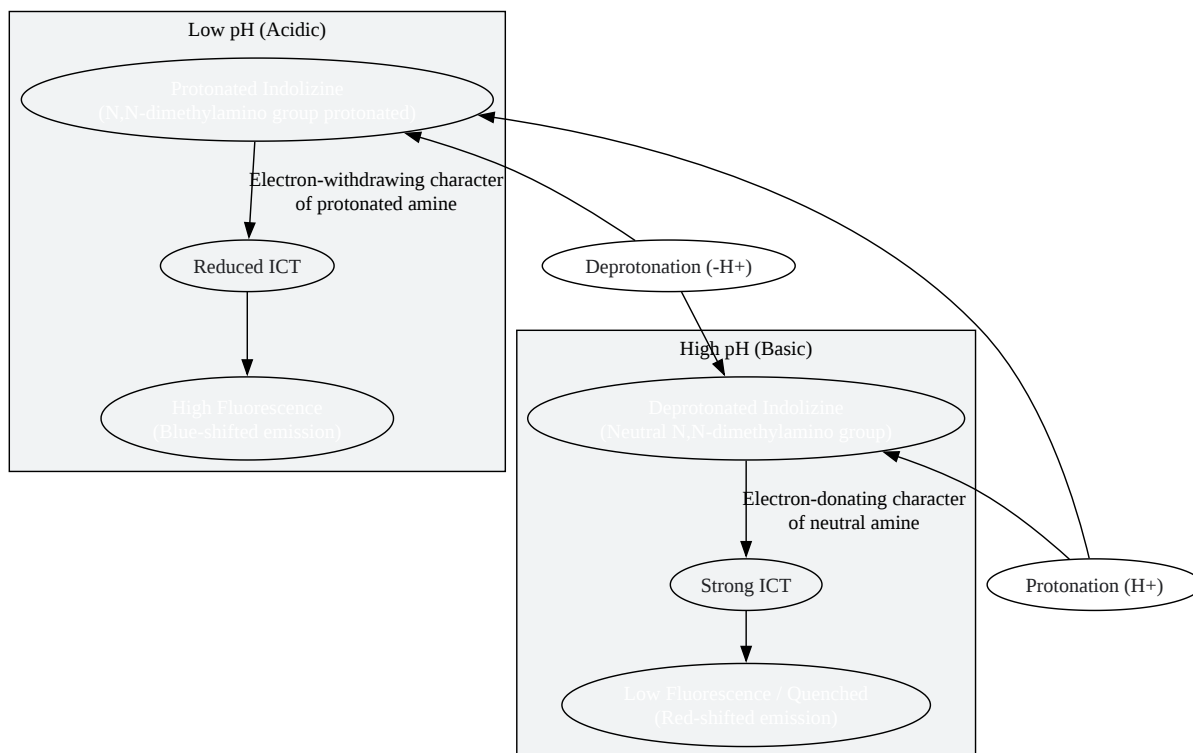 Low pH (Acidic)
Protonated Indolizine
(N,N-dimethylamino group protonated)
Electron-withdrawing character
of protonated amine
Reduced ICT
Deprotonation (-H+)
High pH (Basic)
High Fluorescence
(Blue-shifted emission)
Deprotonated Indolizine
(Neutral N,N-dimethylamino group)
Electron-donating character
of neutral amine
Strong ICT
Protonation (H+)
Low Fluorescence / Quenched
(Red-shifted emission)